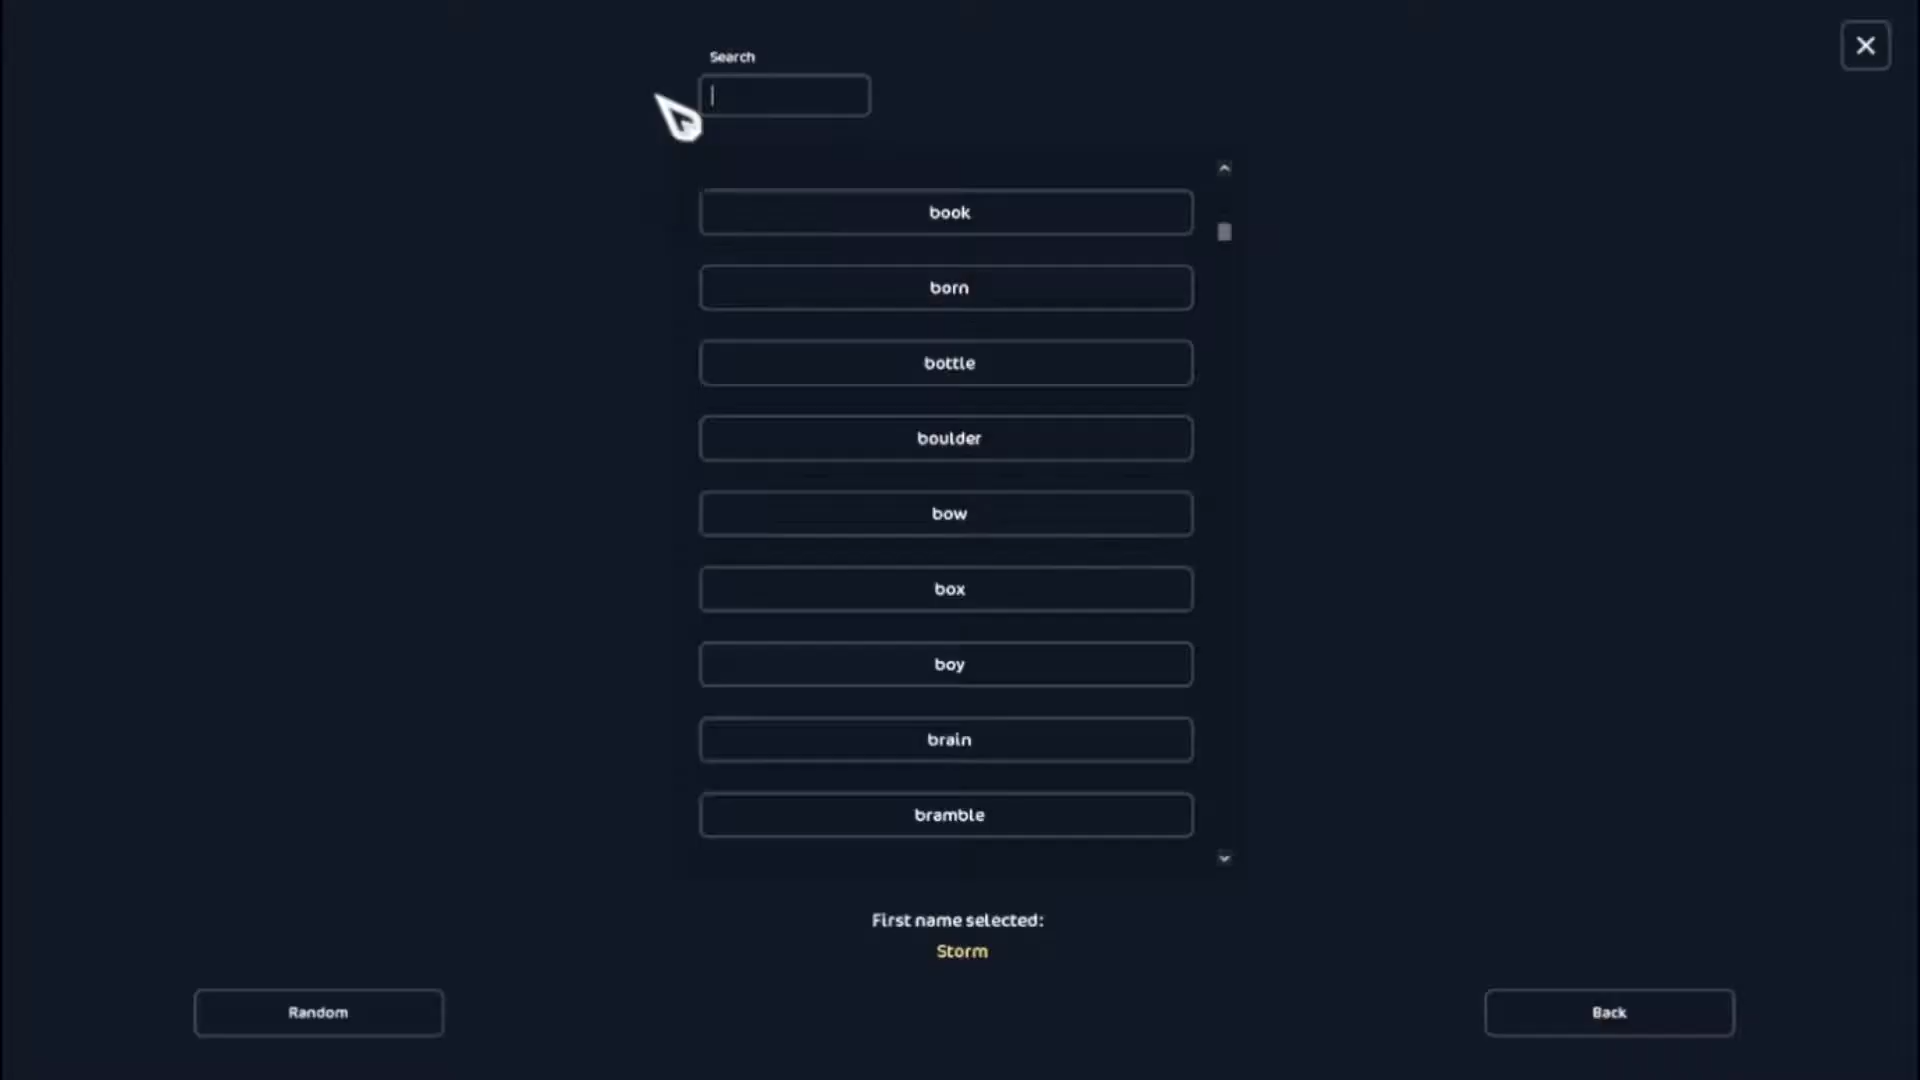 Search
book
born
bottle
boulder
bow
box
boy
brain
bramble
First name selected:
Storm
Random
Back